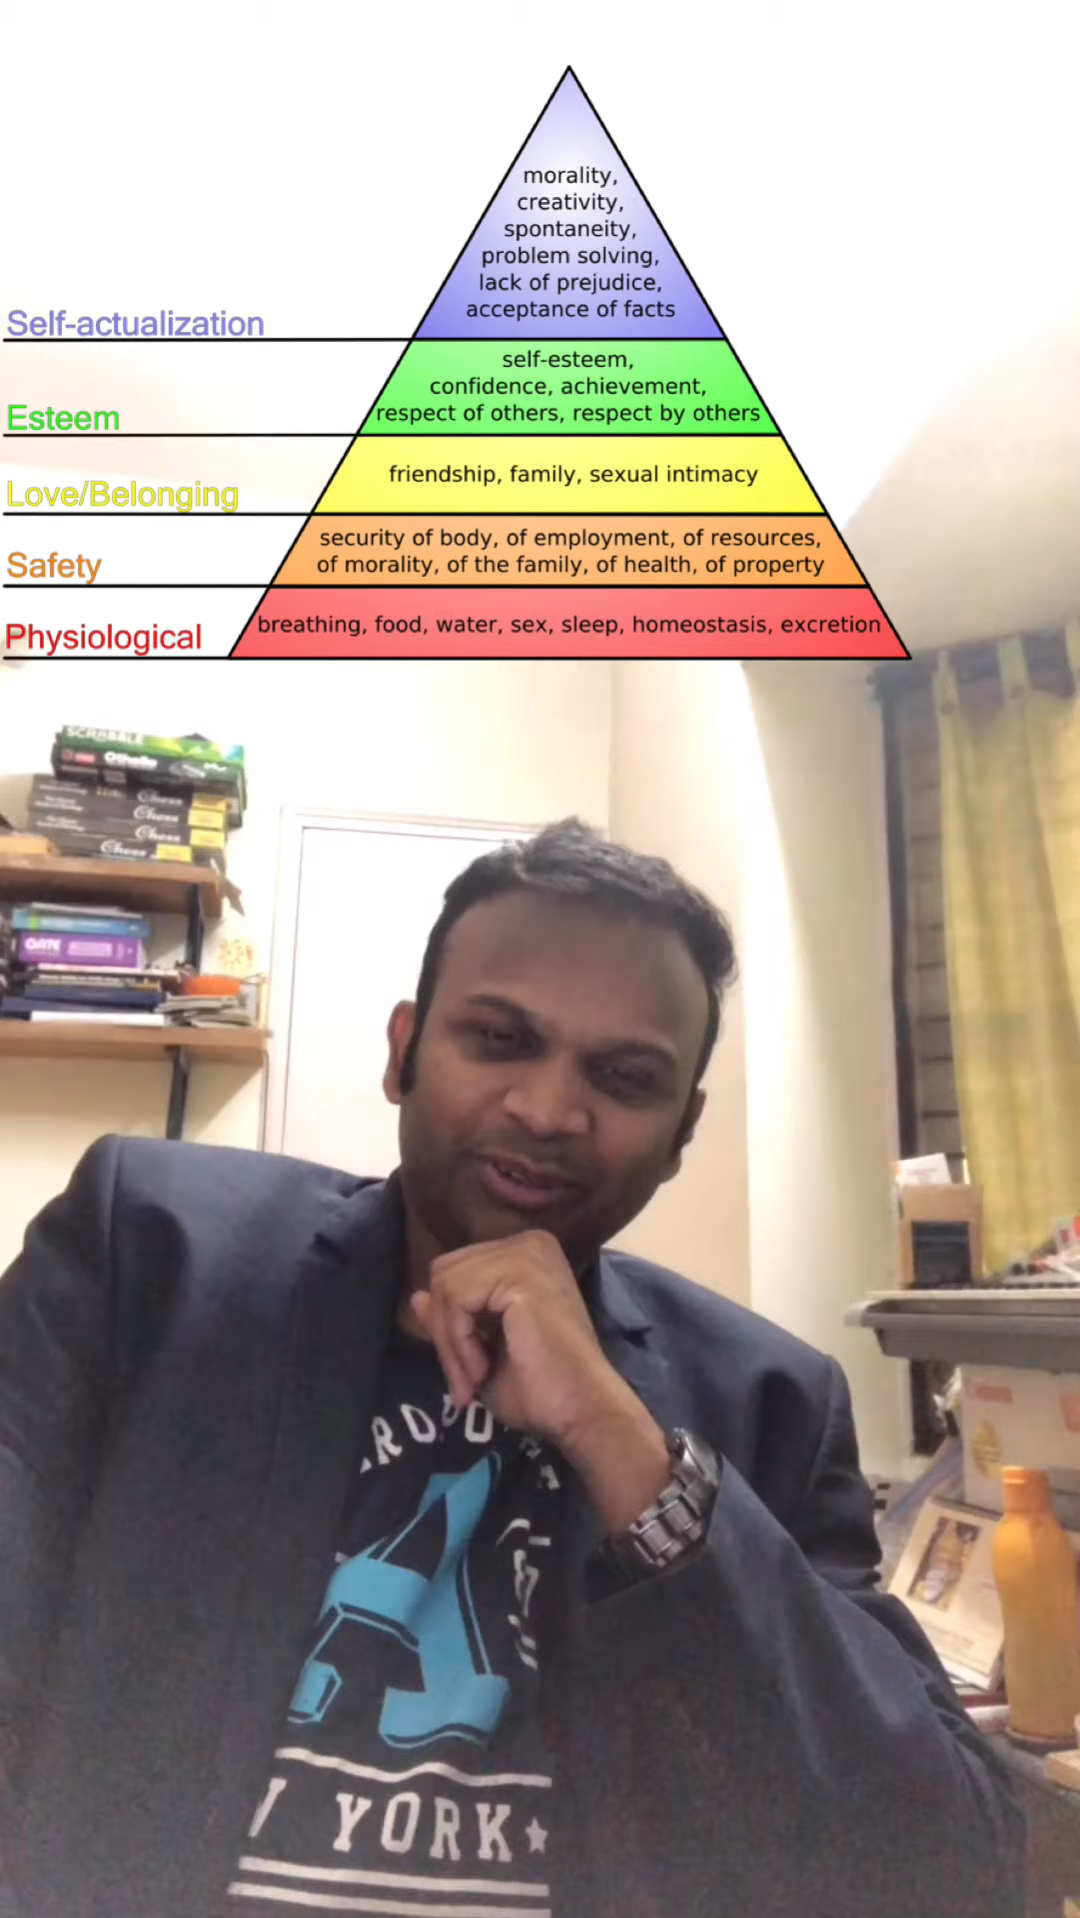 morality,
creativity,
spontaneity,
problem solving,
lack of prejudice,
acceptance of facts
Self-actualization
self-esteem,
confidence, achievement,
respect of others, respect by others
Esteem
friendship, family, sexual intimacy
Love/Belonging
security of body, of employment, of resources,
of morality, of the family, of health, of property
Safety
breathing, food, water, sex, sleep, homeostasis, excretion
Physiological
SCRABBLE
Othello
Chess
Chess
Chess
Chess
GATE
A
YORK